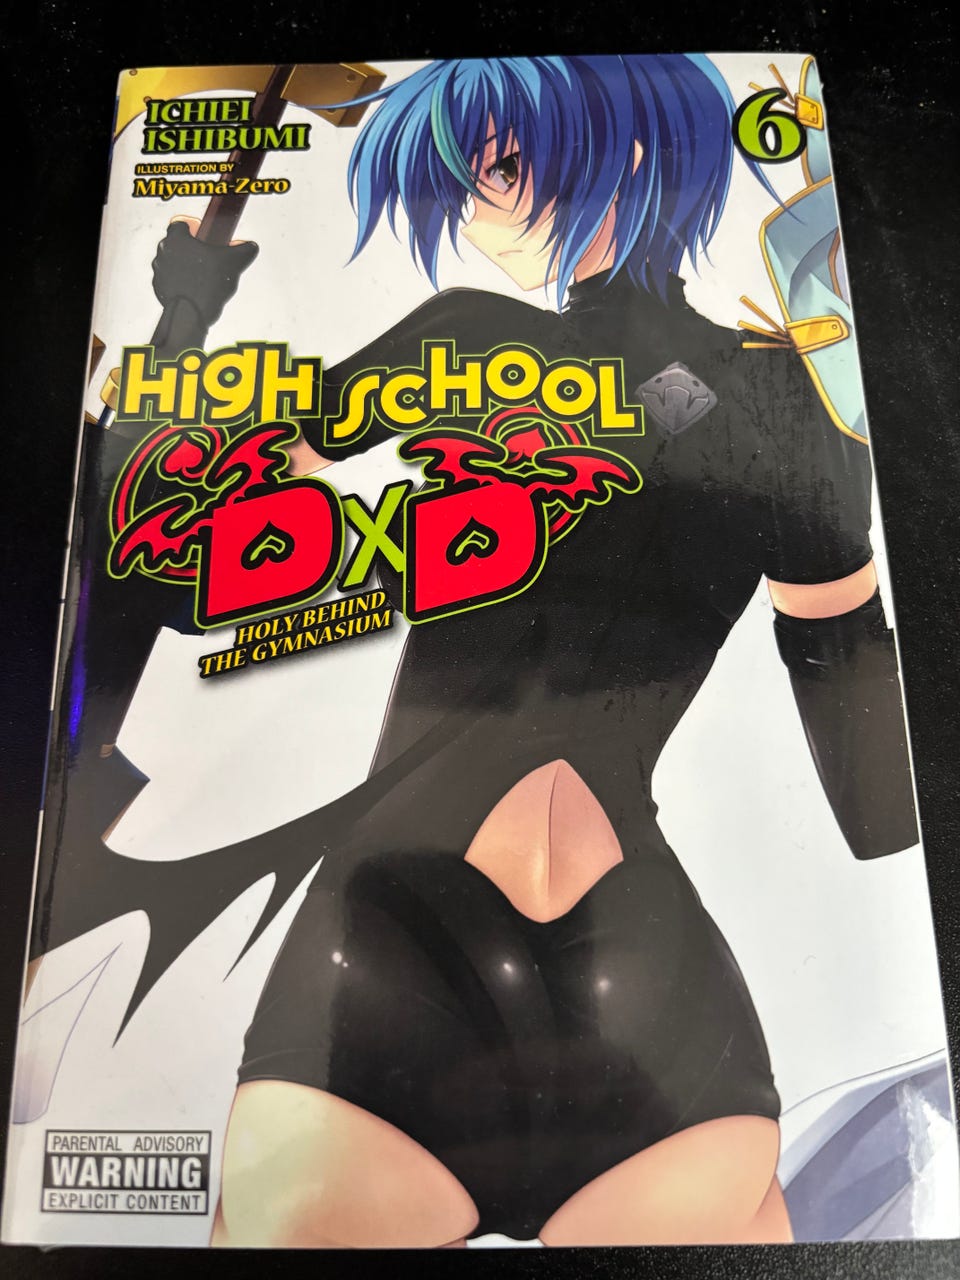 ICHIEI
ISHIBUMI
ILLUSTRATION BY
Miyama-Zero
6
HIGH SCHOOL
DXD
HOLY BEHIND
THE GYMNASIUM
PARENTAL ADVISORY
WARNING
EXPLICIT CONTENT